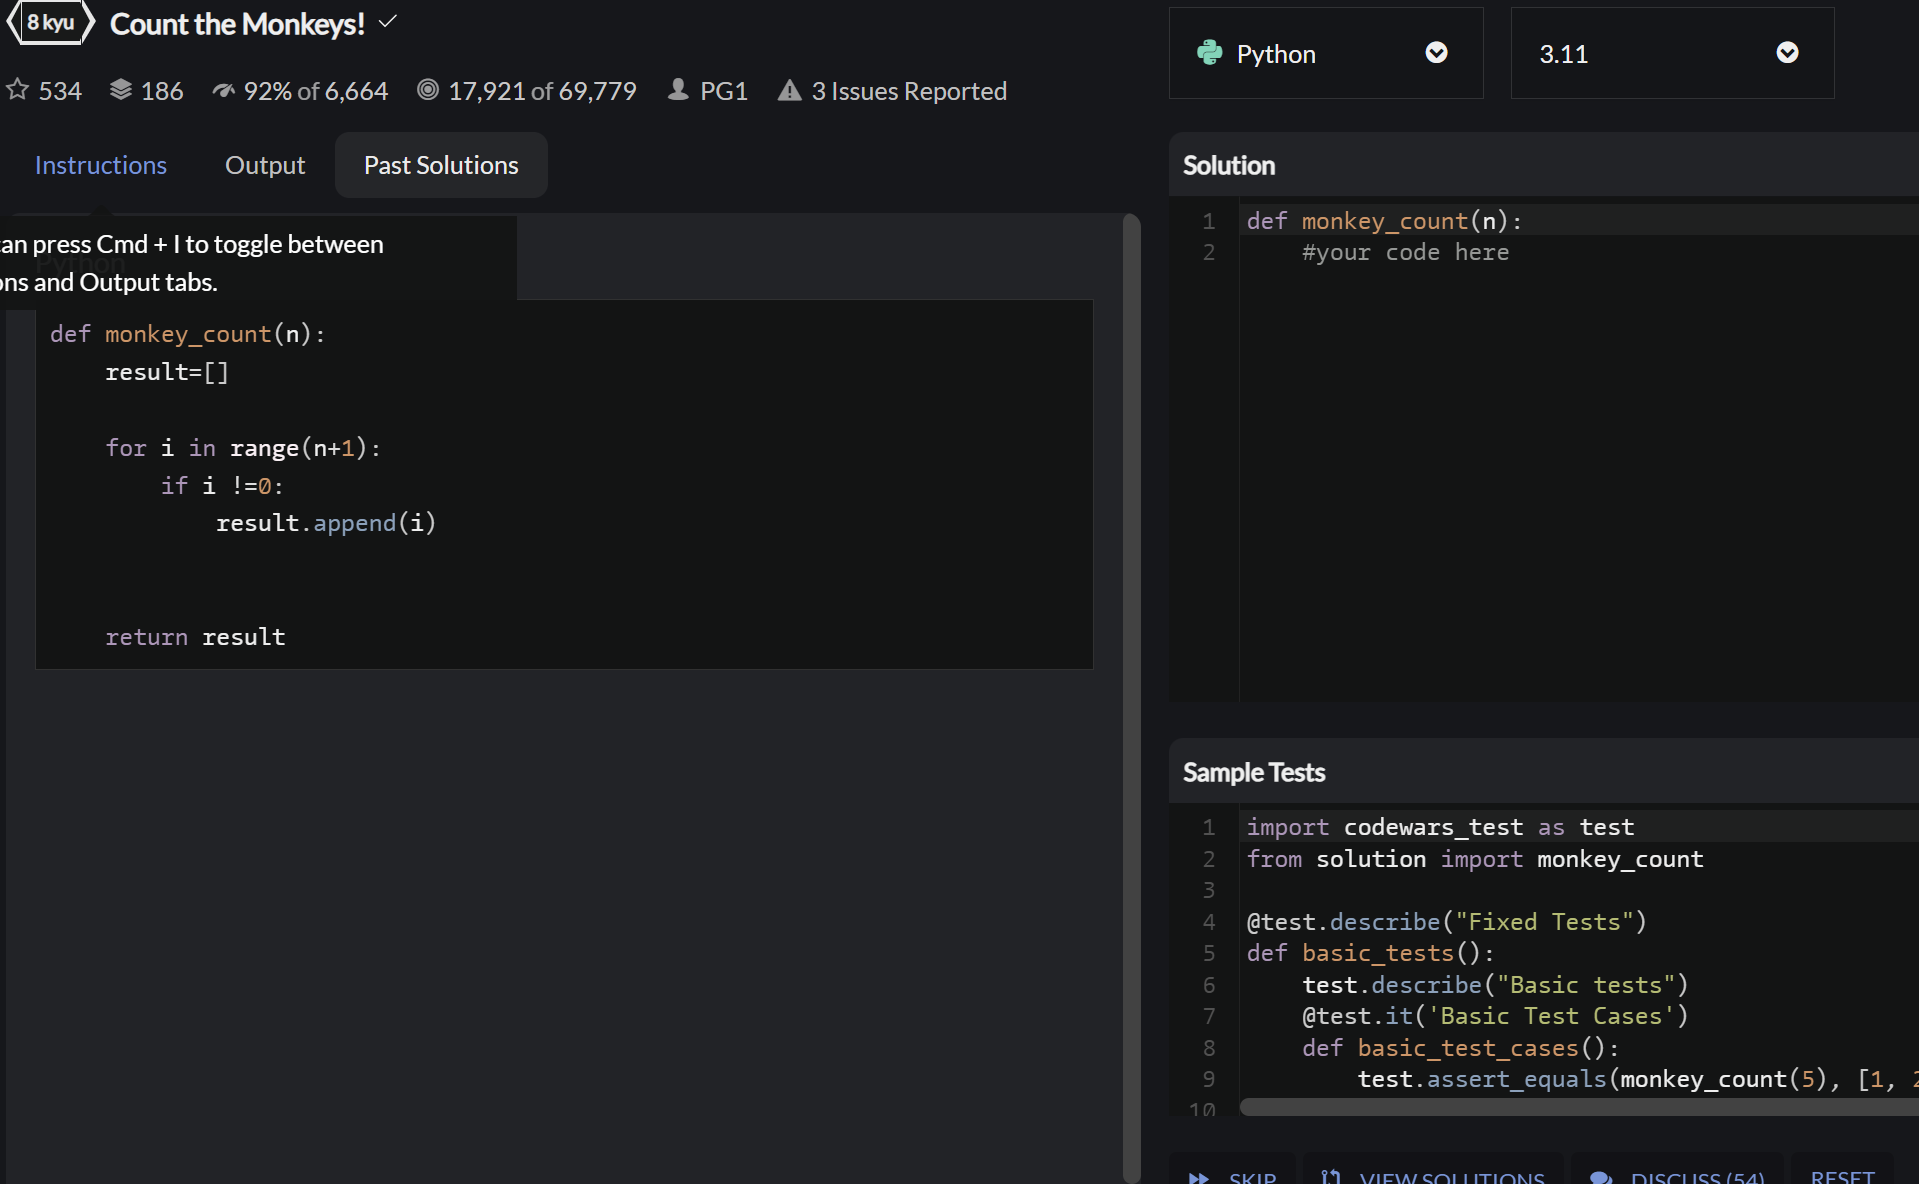 8 kyu Count the Monkeys!
534 186 92% of 6,664 17,921 of 69,779 PG1 3 Issues Reported
Instructions Output Past Solutions
can press Cmd + I to toggle between
ons and Output tabs.
Python
def monkey_count(n):
    result=[]
    for i in range(n+1):
        if i !=0:
            result.append(i)
    return result
Python 3.11
Solution
1 def monkey_count(n):
2     #your code here
Sample Tests
1 import codewars_test as test
2 from solution import monkey_count
3
4 @test.describe("Fixed Tests")
5 def basic_tests():
6     test.describe("Basic tests")
7     @test.it('Basic Test Cases')
8     def basic_test_cases():
9         test.assert_equals(monkey_count(5), [1, 2
10
SKIP VIEW SOLUTIONS DISCUSS (54) RESET